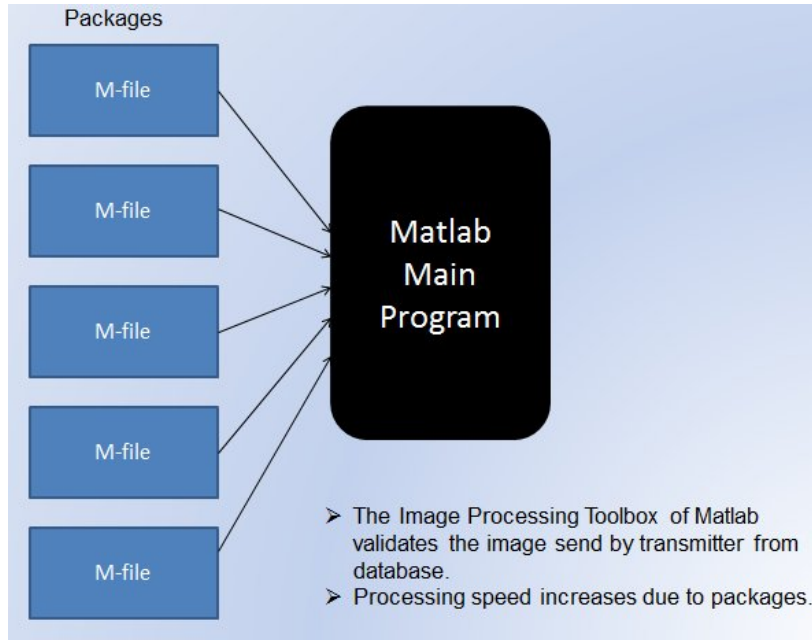 Packages
M-file
M-file
M-file
M-file
M-file
Matlab
Main
Program
➢ The Image Processing Toolbox of Matlab
validates the image send by transmitter from
database.
➢ Processing speed increases due to packages.